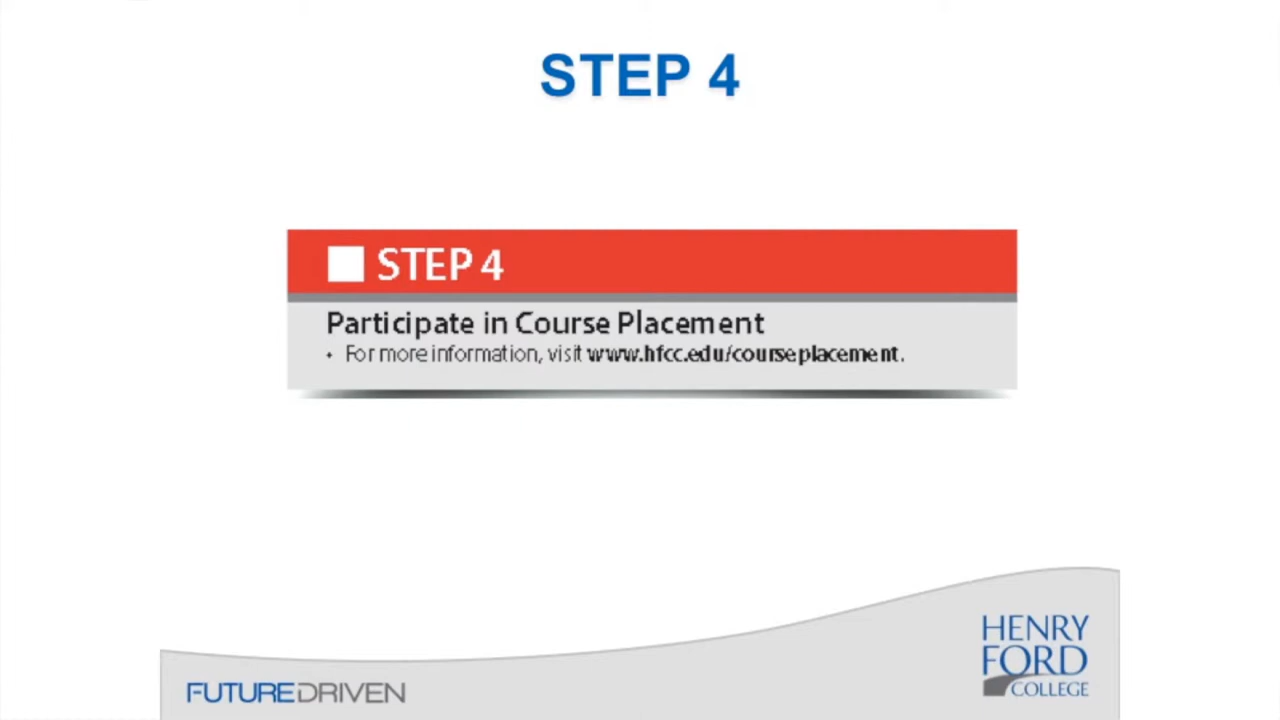 STEP 4
STEP 4
Participate in Course Placement
• For more information, visit www.hfcc.edu/courseplacement.
FUTUREDRIVEN
HENRY
FORD
COLLEGE